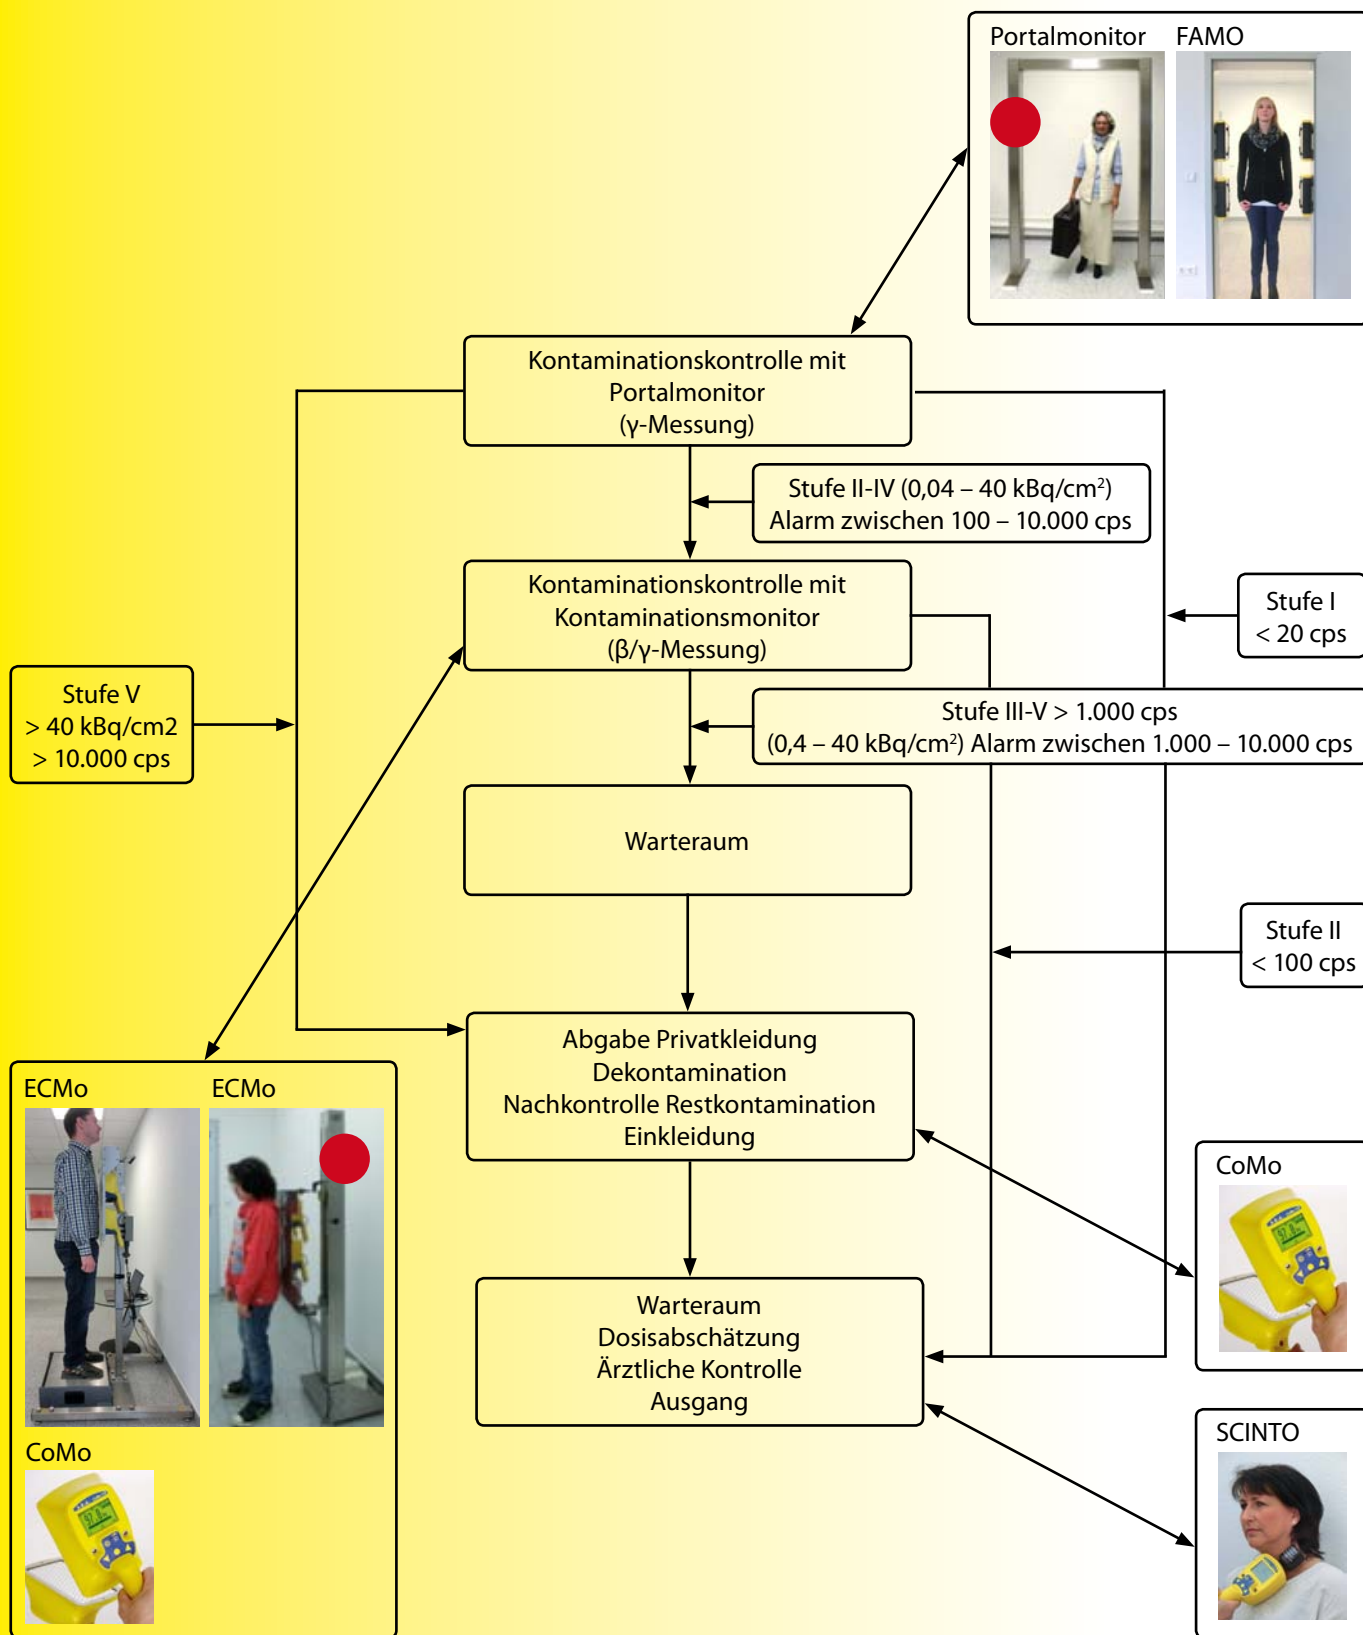 Portalmonitor FAMO
Kontaminationskontrolle mit
Portalmonitor
(γ-Messung)
Stufe II-IV (0,04 – 40 kBq/cm²)
Alarm zwischen 100 – 10.000 cps
Kontaminationskontrolle mit
Kontaminationsmonitor
(β/γ-Messung)
Stufe I
< 20 cps
Stufe V
> 40 kBq/cm2
> 10.000 cps
Stufe III-V > 1.000 cps
(0,4 – 40 kBq/cm²) Alarm zwischen 1.000 – 10.000 cps
Warteraum
Stufe II
< 100 cps
Abgabe Privatkleidung
Dekontamination
Nachkontrolle Restkontamination
Einkleidung
ECMo ECMo
CoMo
Warteraum
Dosisabschätzung
Ärztliche Kontrolle
Ausgang
SCINTO
CoMo